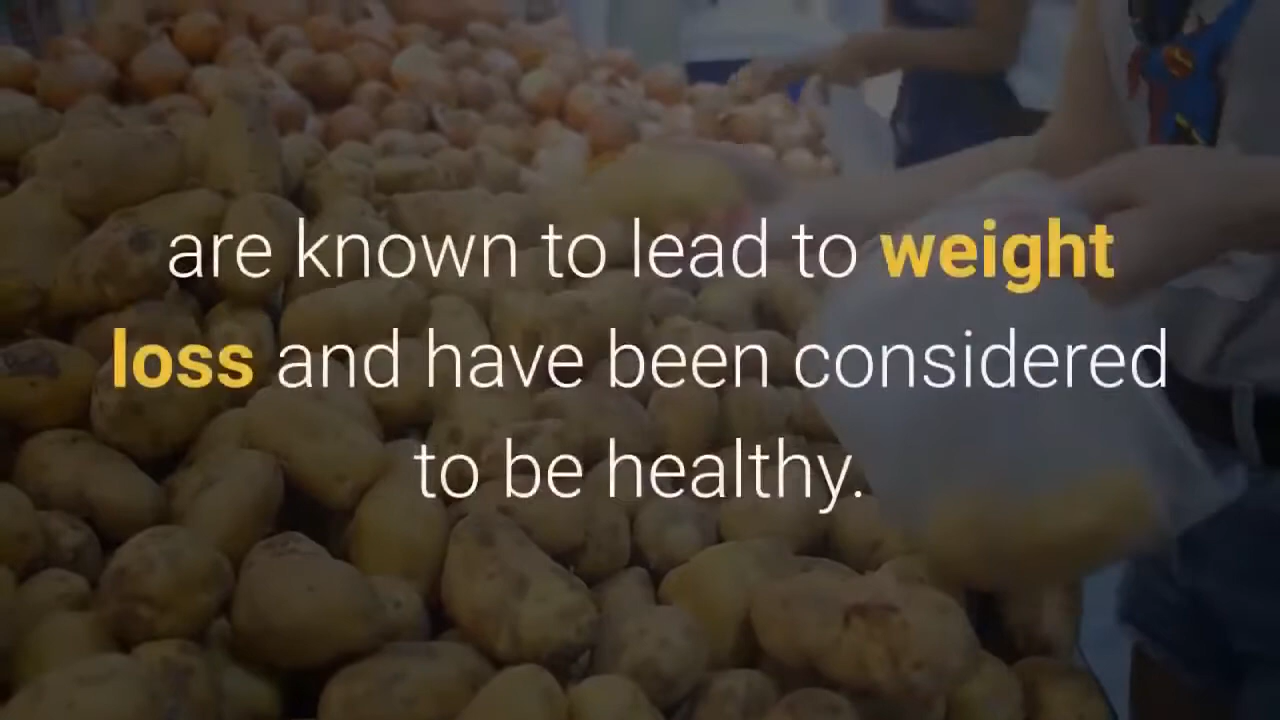 are known to lead to weight
loss and have been considered
to be healthy.